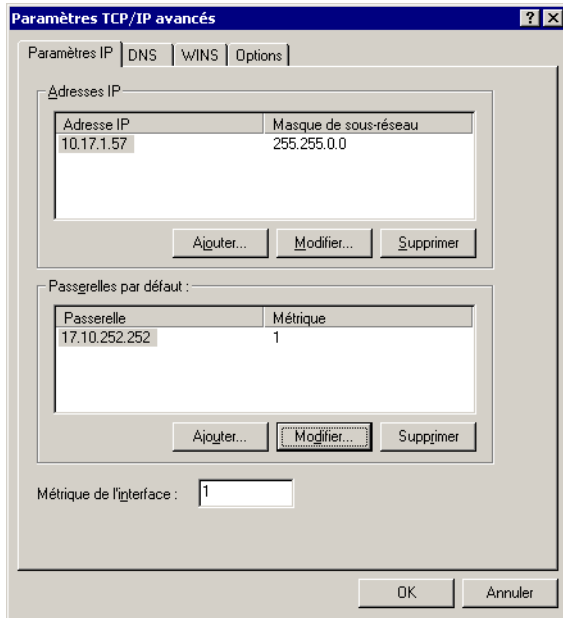 Paramètres TCP/IP avancés
Paramètres IP DNS WINS Options
Adresses IP
Adresse IP Masque de sous-réseau
10.17.1.57 255.255.0.0
Ajouter... Modifier... Supprimer
Passerelles par défaut :
Passerelle Métrique
17.10.252.252 1
Ajouter... Modifier... Supprimer
Métrique de l'interface : 1
OK Annuler